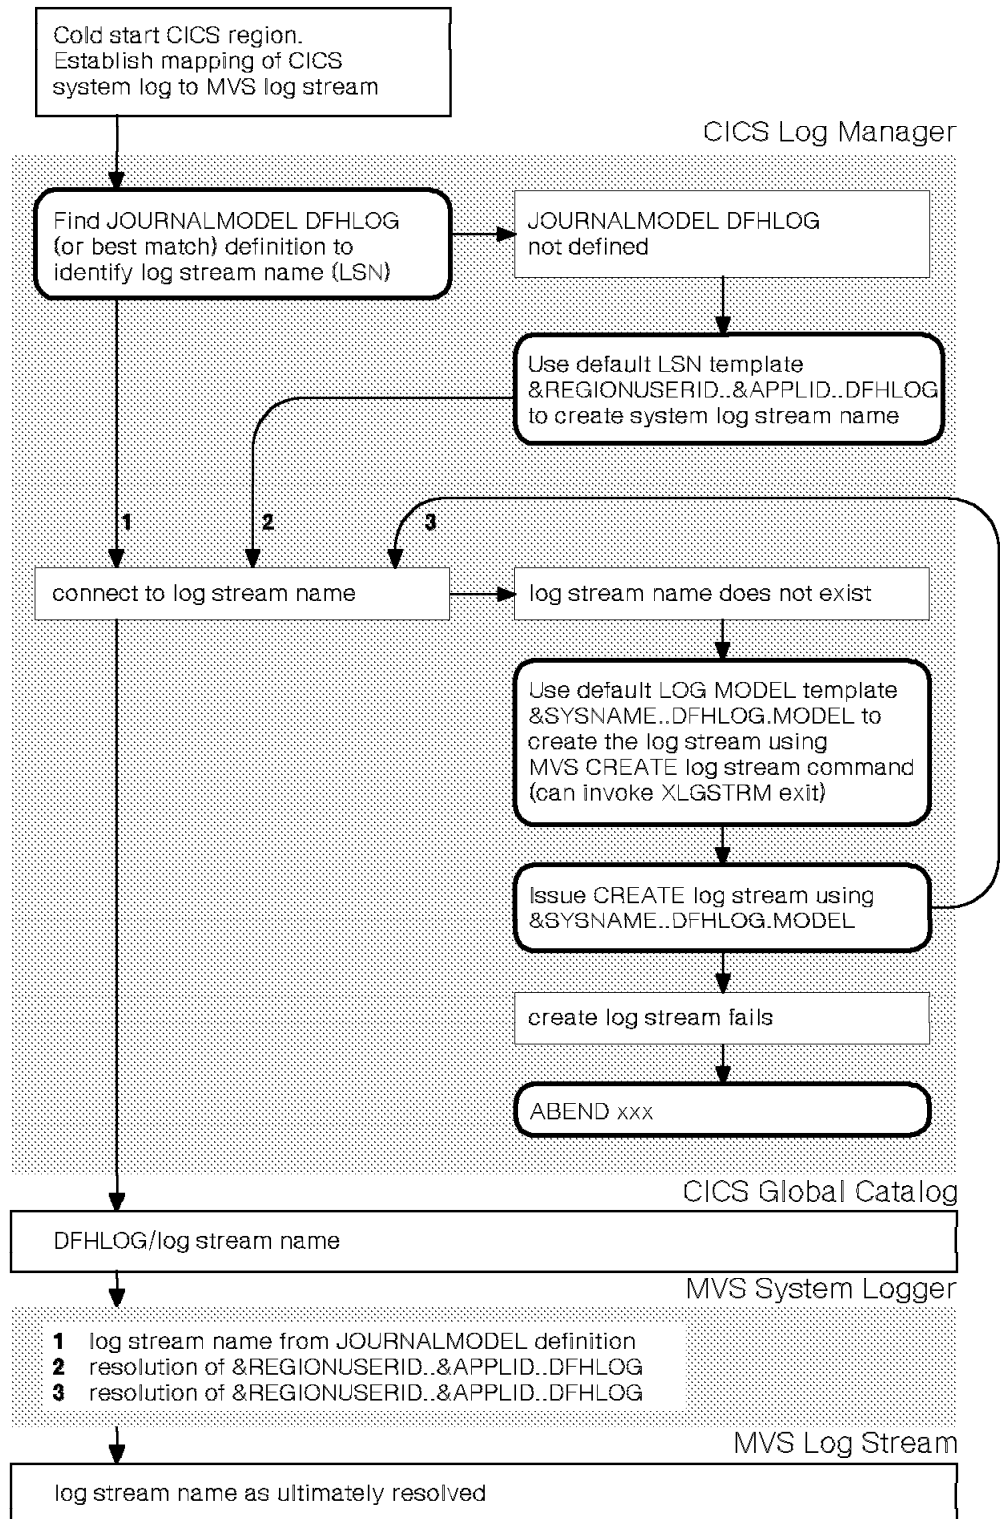 Cold start CICS region.
Establish mapping of CICS
system log to MVS log stream
CICS Log Manager
Find JOURNALMODEL DFHLOG
(or best match) definition to
identify log stream name (LSN)
JOURNALMODEL DFHLOG
not defined
Use default LSN template
&REGIONUSERID..&APPLID..DFHLOG
to create system log stream name
1
2
3
connect to log stream name
log stream name does not exist
Use default LOG MODEL template
&SYSNAME..DFHLOG.MODEL to
create the log stream using
MVS CREATE log stream command
(can invoke XLGSTRM exit)
Issue CREATE log stream using
&SYSNAME..DFHLOG.MODEL
create log stream fails
ABEND xxx
CICS Global Catalog
DFHLOG/log stream name
MVS System Logger
1 log stream name from JOURNALMODEL definition
2 resolution of &REGIONUSERID..&APPLID..DFHLOG
3 resolution of &REGIONUSERID..&APPLID..DFHLOG
MVS Log Stream
log stream name as ultimately resolved